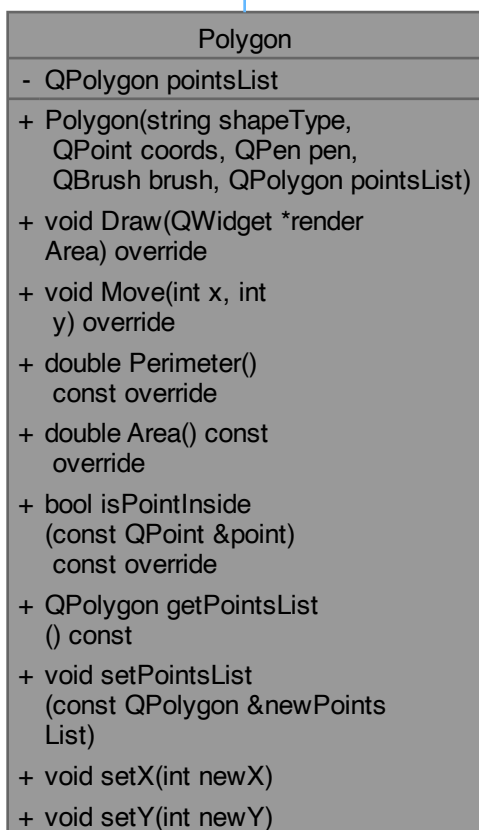 Polygon
- QPolygon pointsList
+ Polygon(string shapeType,
QPoint coords, QPen pen,
QBrush brush, QPolygon pointsList)
+ void Draw(QWidget *render
Area) override
+ void Move(int x, int
y) override
+ double Perimeter()
const override
+ double Area() const
override
+ bool isPointInside
(const QPoint &point)
const override
+ QPolygon getPointsList
() const
+ void setPointsList
(const QPolygon &newPoints
List)
+ void setX(int newX)
+ void setY(int newY)